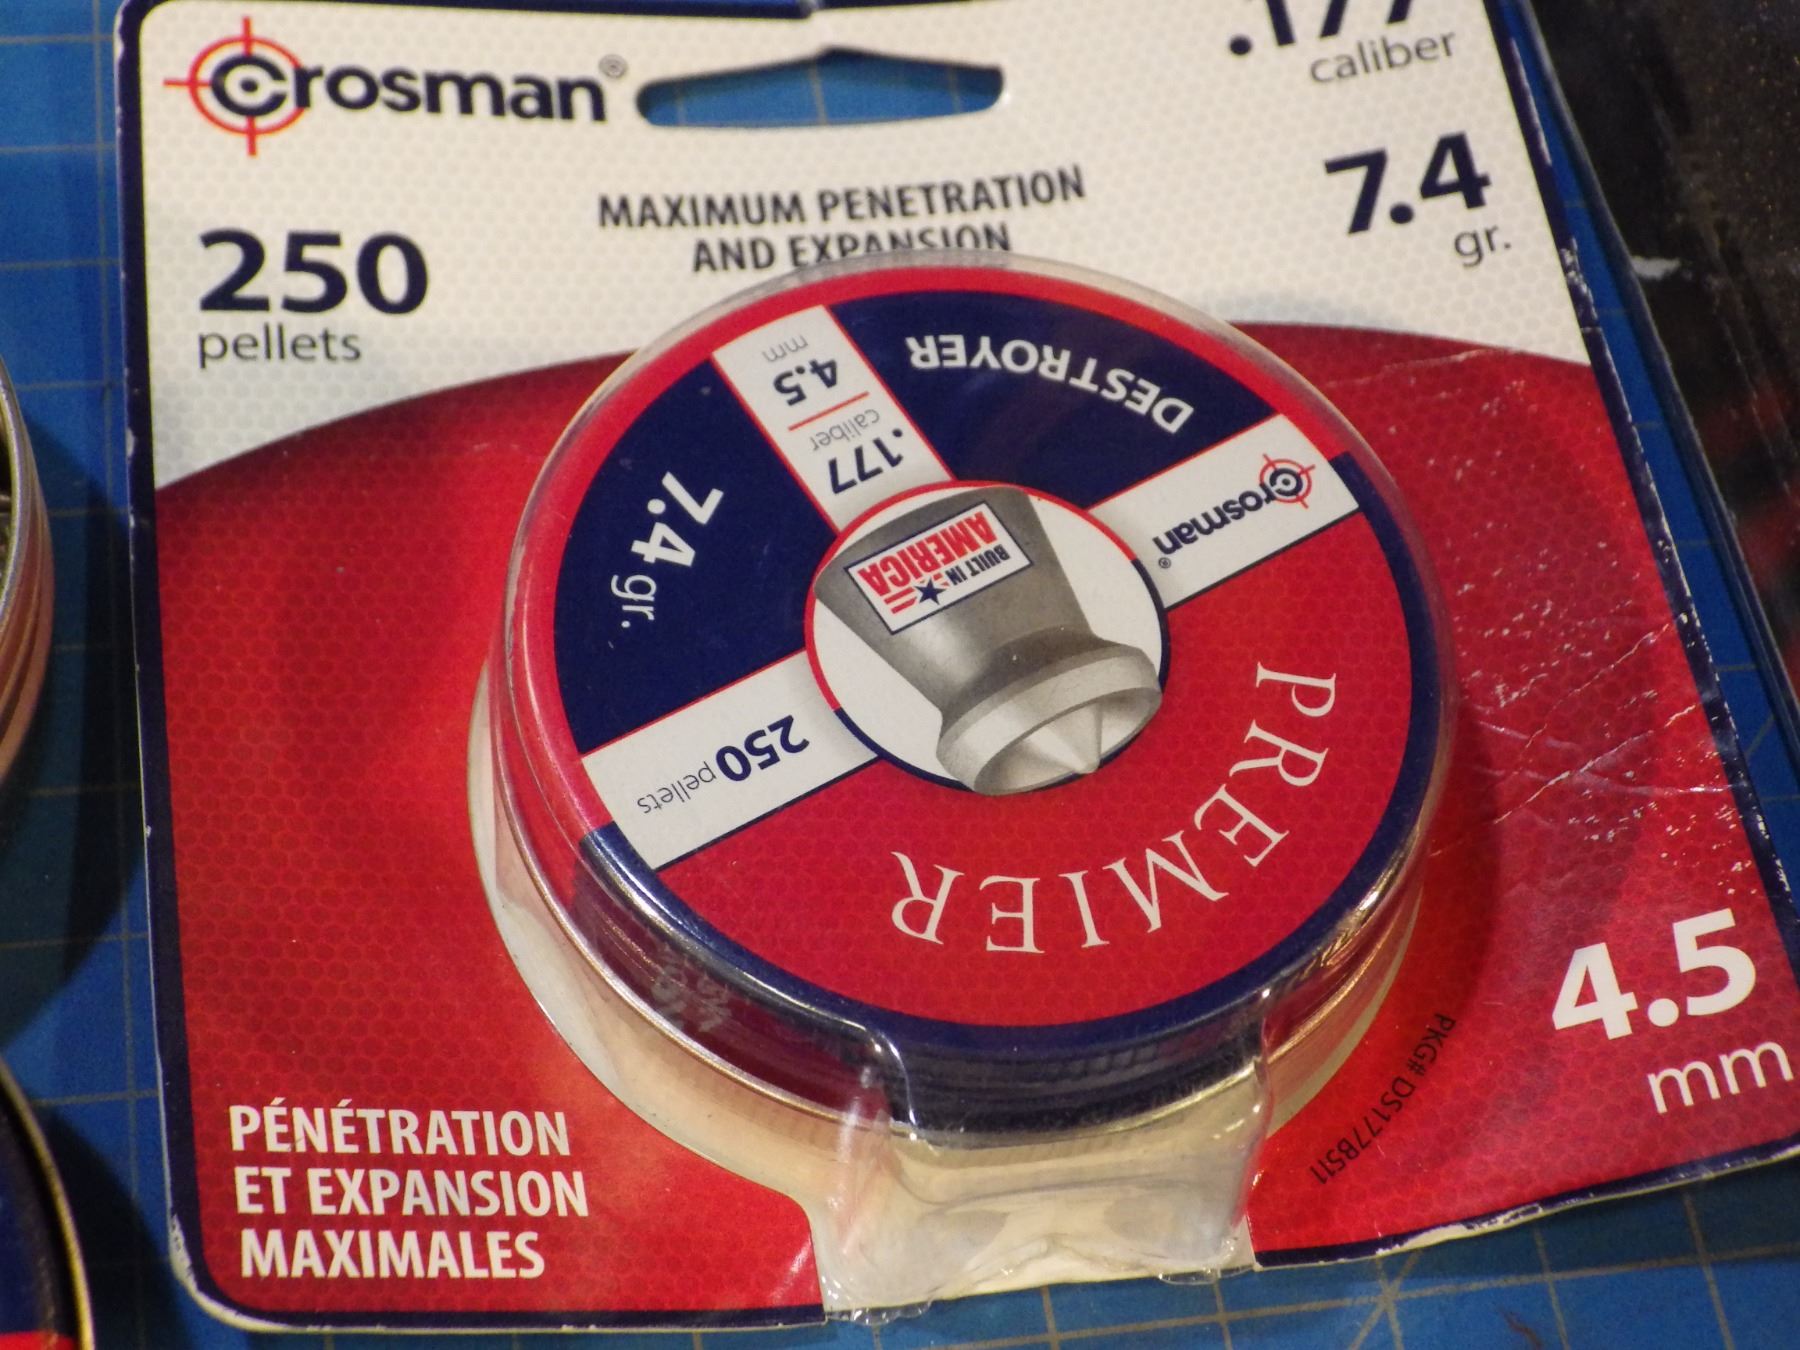 Crosman®
.177
caliber
7.4
gr.
250
pellets
MAXIMUM PENETRATION
AND EXPANSION
DESTROYER
4.5
mm
.177
caliber
7.4 gr.
Crosman®
BUILT IN
AMERICA
250 pellets
PREMIER
4.5
mm
PKG# DS177BS11
PÉNÉTRATION
ET EXPANSION
MAXIMALES